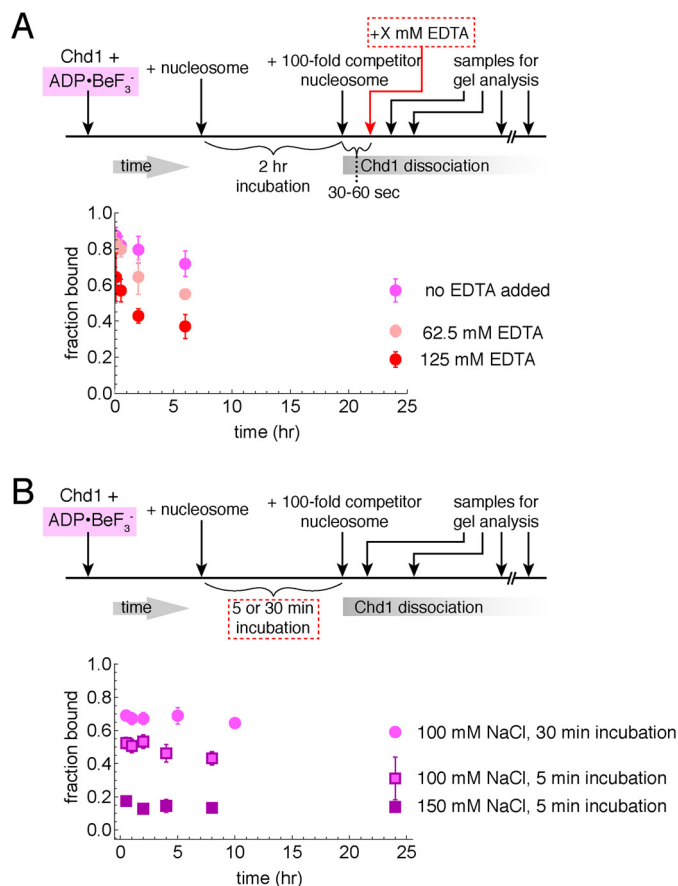 A
+X mM EDTA
Chd1 +
ADP•BeF3-
+ nucleosome
+ 100-fold competitor
nucleosome
samples for
gel analysis
time
2 hr
incubation
30-60 sec
Chd1 dissociation
fraction bound
1.0
0.8
0.6
0.4
0.2
0.0
0 5 10 15 20 25
time (hr)
no EDTA added
62.5 mM EDTA
125 mM EDTA
B
Chd1 +
ADP•BeF3-
+ nucleosome
+ 100-fold competitor
nucleosome
samples for
gel analysis
time
5 or 30 min
incubation
Chd1 dissociation
fraction bound
1.0
0.8
0.6
0.4
0.2
0.0
0 5 10 15 20 25
time (hr)
100 mM NaCl, 30 min incubation
100 mM NaCl, 5 min incubation
150 mM NaCl, 5 min incubation